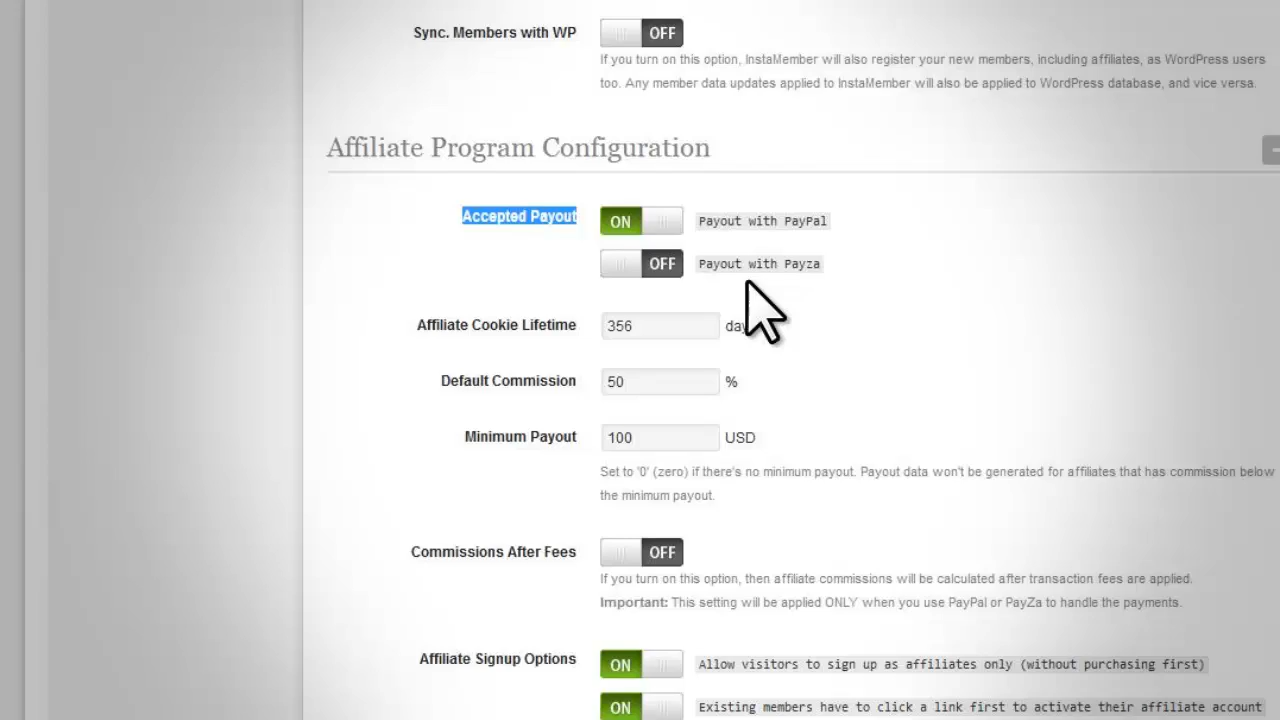 Sync. Members with WP OFF
If you turn on this option, InstaMember will also register your new members, including affiliates, as WordPress users
too. Any member data updates applied to InstaMember will also be applied to WordPress database, and vice versa.
Affiliate Program Configuration
Accepted Payout ON Payout with PayPal
OFF Payout with Payza
Affiliate Cookie Lifetime 356
Default Commission 50 %
Minimum Payout 100 USD
Set to '0' (zero) if there's no minimum payout. Payout data won't be generated for affiliates that has commission below
the minimum payout.
Commissions After Fees OFF
If you turn on this option, then affiliate commissions will be calculated after transaction fees are applied.
Important: This setting will be applied ONLY when you use PayPal or PayZa to handle the payments.
Affiliate Signup Options ON Allow visitors to sign up as affiliates only (without purchasing first)
ON Existing members have to click a link first to activate their affiliate account